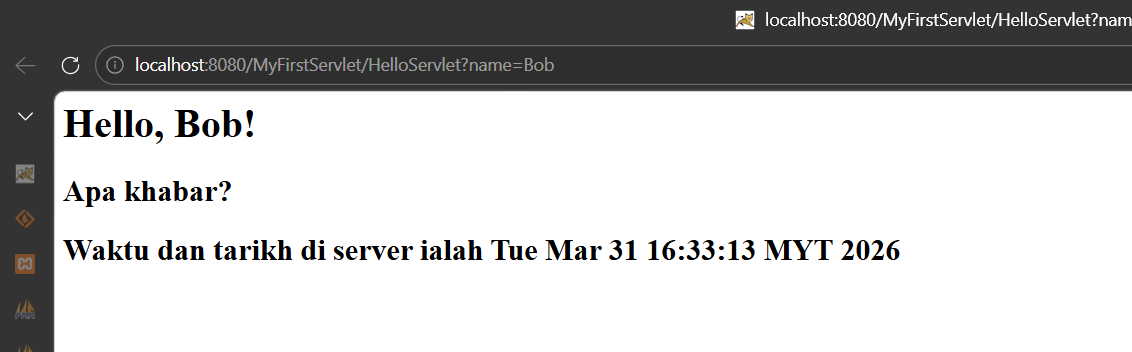 localhost:8080/MyFirstServlet/HelloServlet?nam
localhost:8080/MyFirstServlet/HelloServlet?name=Bob
Hello, Bob!
Apa khabar?
Waktu dan tarikh di server ialah Tue Mar 31 16:33:13 MYT 2026